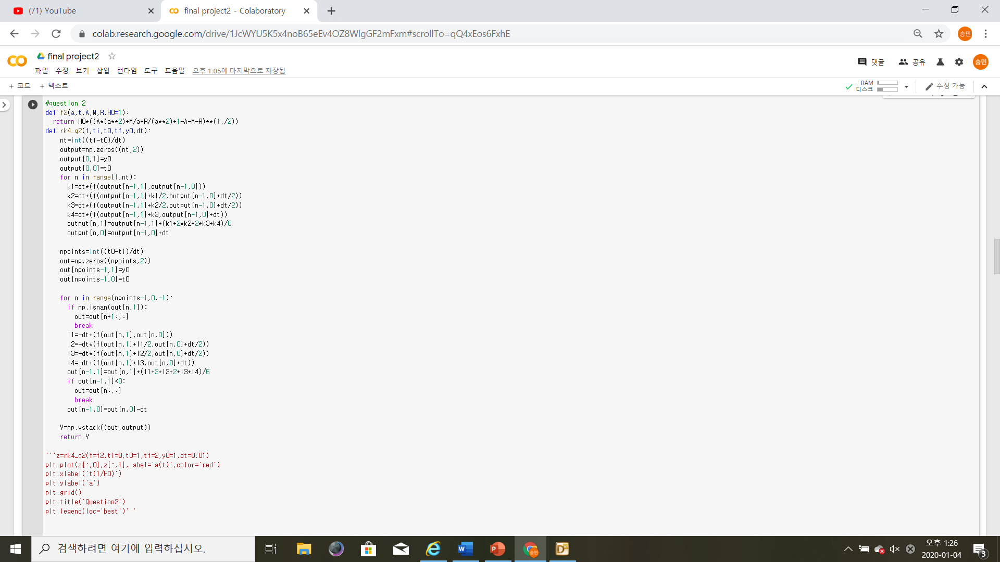 (71) YouTube
final project2 - Colaboratory
colab.research.google.com/drive/1JcWYU5K5x4noB65eEv4OZ8WlgGF2mFxm#scrollTo=qQ4xEos6FxhE
승민
final project2
파일 수정 보기 삽입 런타임 도구 도움말 오후 1:05에 마지막으로 저장됨
댓글 공유 승민
+ 코드 + 텍스트
RAM
디스크
수정 가능
#question 2
def f2(a,t,A,M,R,H0=1):
  return H0*((A*(a**2)+M/a+R/(a**2)+1-A-M-R)**(1./2))
def rk4_q2(f,ti,t0,tf,y0,dt):
    nt=int((tf-t0)/dt)
    output=np.zeros((nt,2))
    output[0,1]=y0
    output[0,0]=t0
    for n in range(1,nt):
      k1=dt*(f(output[n-1,1],output[n-1,0]))
      k2=dt*(f(output[n-1,1]+k1/2,output[n-1,0]+dt/2))
      k3=dt*(f(output[n-1,1]+k2/2,output[n-1,0]+dt/2))
      k4=dt*(f(output[n-1,1]+k3,output[n-1,0]+dt))
      output[n,1]=output[n-1,1]+(k1+2*k2+2*k3+k4)/6
      output[n,0]=output[n-1,0]+dt
    npoints=int((t0-ti)/dt)
    out=np.zeros((npoints,2))
    out[npoints-1,1]=y0
    out[npoints-1,0]=t0
    for n in range(npoints-1,0,-1):
      if np.isnan(out[n,1]):
        out=out[n+1:,:]
        break
      l1=-dt*(f(out[n,1],out[n,0]))
      l2=-dt*(f(out[n,1]+l1/2,out[n,0]+dt/2))
      l3=-dt*(f(out[n,1]+l2/2,out[n,0]+dt/2))
      l4=-dt*(f(out[n,1]+l3,out[n,0]+dt))
      out[n-1,1]=out[n,1]+(l1+2*l2+2*l3+l4)/6
      if out[n-1,1]<0:
        out=out[n:,:]
        break
      out[n-1,0]=out[n,0]-dt
    Y=np.vstack((out,output))
    return Y
'''z=rk4_q2(f=f2,ti=0,t0=1,tf=2,y0=1,dt=0.01)
plt.plot(z[:,0],z[:,1],label='a(t)',color='red')
plt.xlabel('t(1/H0)')
plt.ylabel('a')
plt.grid()
plt.title('Question2')
plt.legend(loc='best')'''
검색하려면 여기에 입력하십시오.
오후 1:26
2020-01-04
3